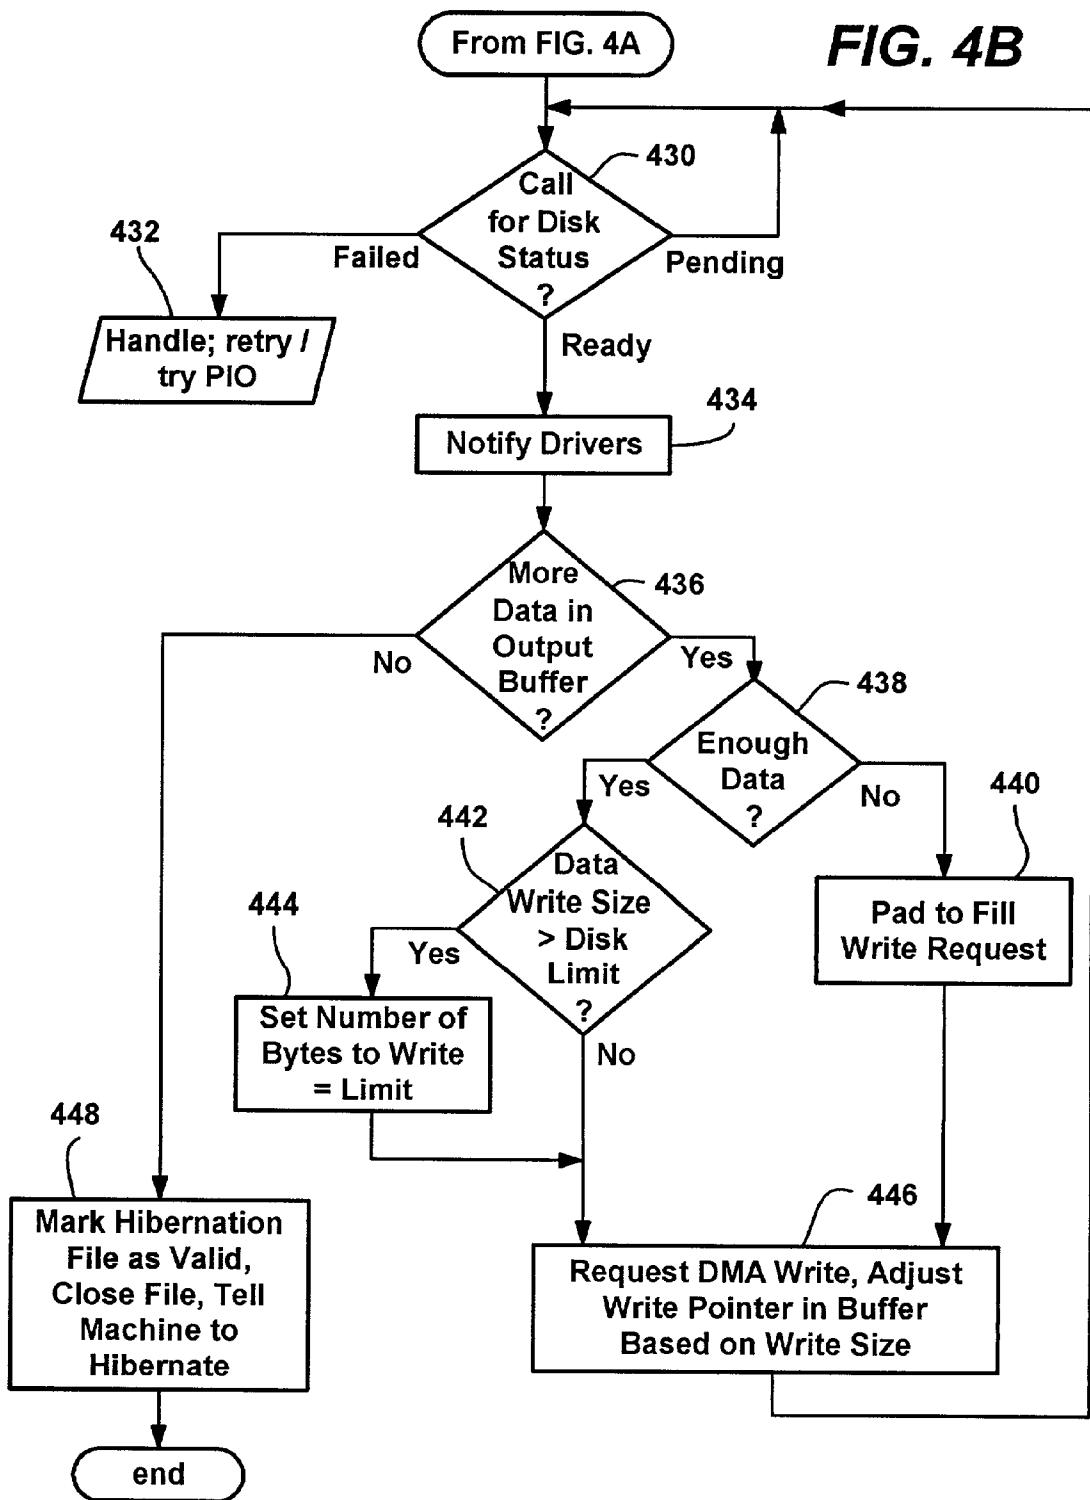 From FIG. 4A
FIG. 4B
430
Call
for Disk
Status
?
432
Failed
Pending
Handle; retry /
try PIO
Ready
434
Notify Drivers
436
More
Data in
Output
Buffer
?
No
Yes
438
Enough
Data
?
Yes
No
440
442
Data
Write Size
> Disk
Limit
?
444
Yes
Pad to Fill
Write Request
Set Number of
Bytes to Write
= Limit
No
448
446
Mark Hibernation
File as Valid,
Close File, Tell
Machine to
Hibernate
Request DMA Write, Adjust
Write Pointer in Buffer
Based on Write Size
end